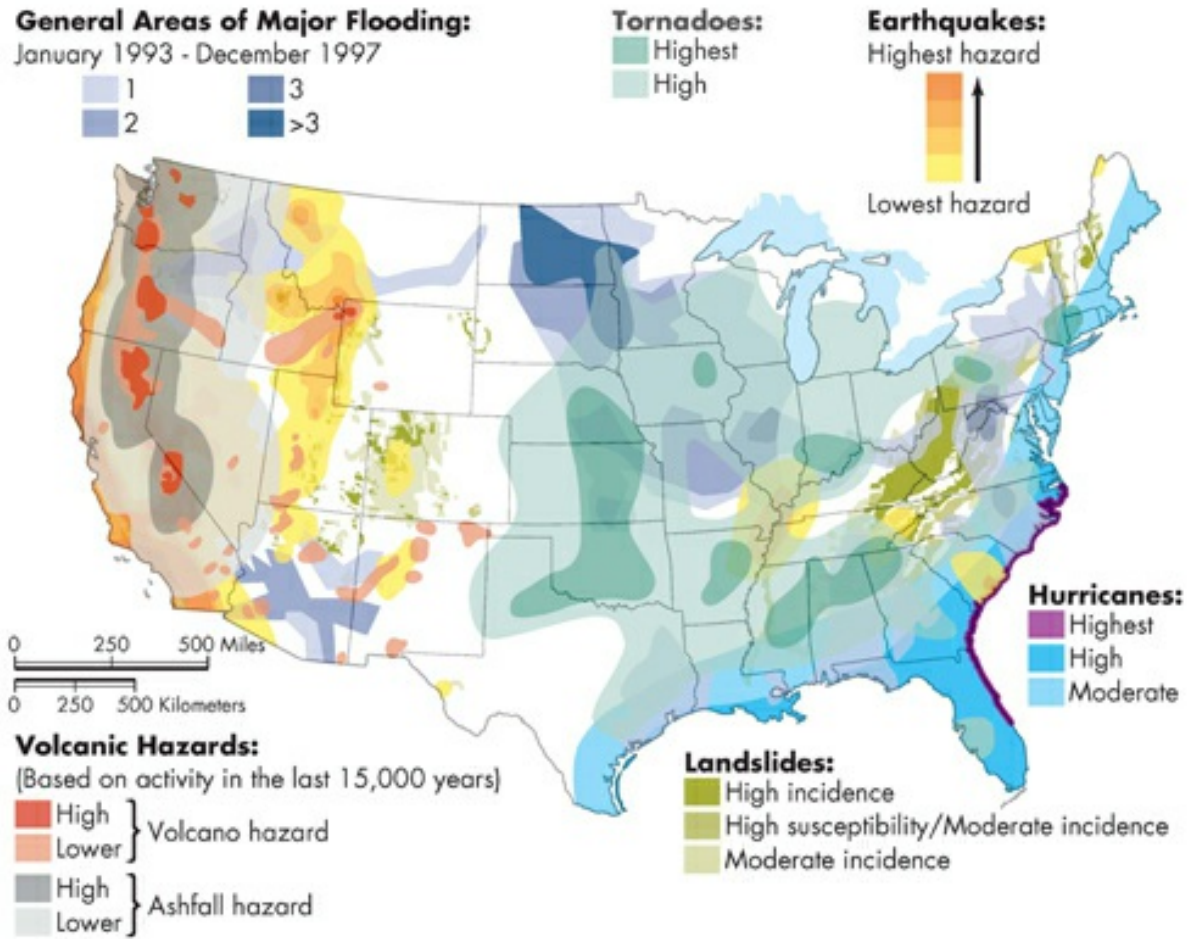 General Areas of Major Flooding:
January 1993 - December 1997
1
3
2
>3
Tornadoes:
Highest
High
Earthquakes:
Highest hazard
Lowest hazard
0 250 500 Miles
0 250 500 Kilometers
Hurricanes:
Highest
High
Moderate
Volcanic Hazards:
(Based on activity in the last 15,000 years)
High
Lower
Volcano hazard
High
Lower
Ashfall hazard
Landslides:
High incidence
High susceptibility/Moderate incidence
Moderate incidence